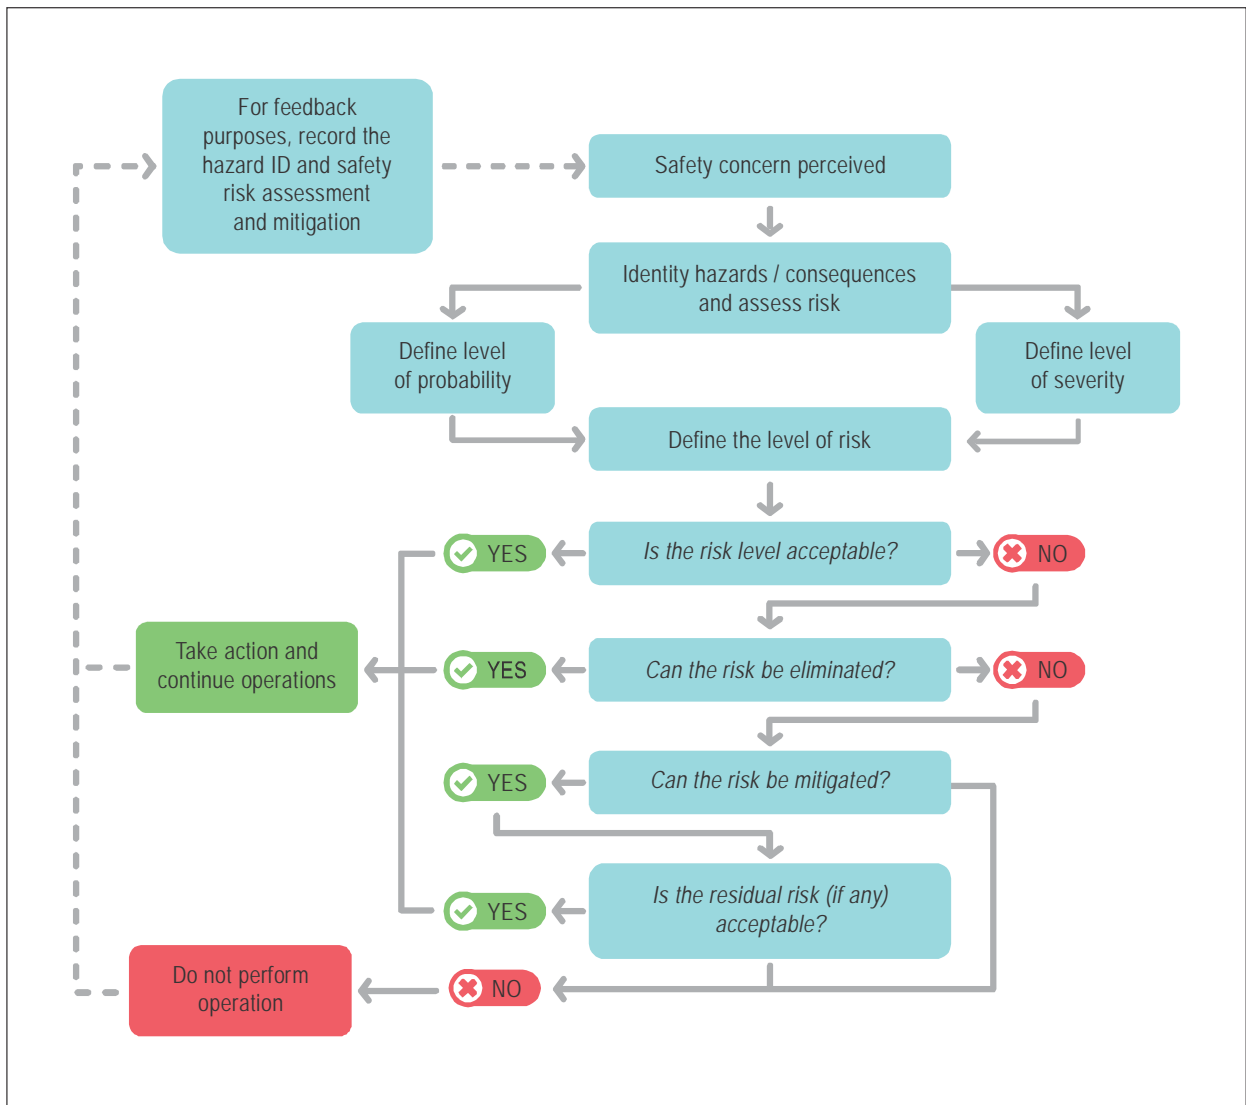 For feedback
purposes, record the
hazard ID and safety
risk assessment
and mitigation
Safety concern perceived
Identity hazards / consequences
and assess risk
Define level
of probability
Define level
of severity
Define the level of risk
YES
Is the risk level acceptable?
NO
Take action and
continue operations
YES
Can the risk be eliminated?
NO
YES
Can the risk be mitigated?
YES
Is the residual risk (if any)
acceptable?
Do not perform
operation
NO